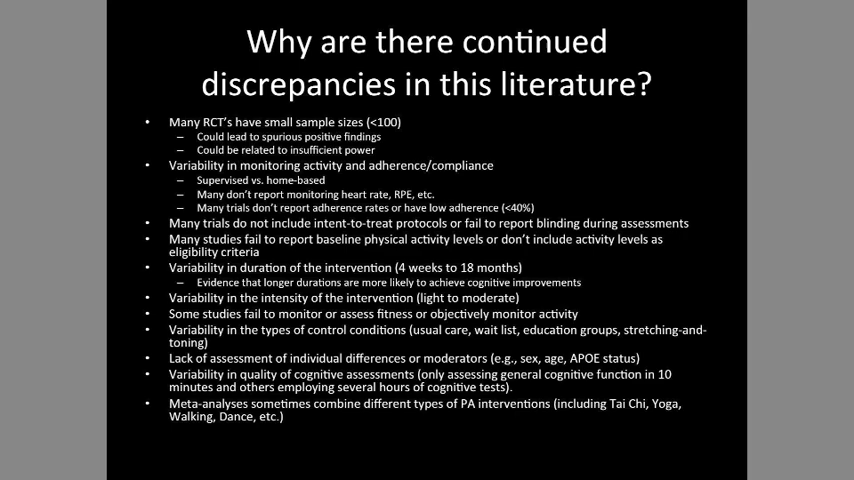 Why are there continued
discrepancies in this literature?
• Many RCT's have small sample sizes (<100)
– Could lead to spurious positive findings
– Could be related to insufficient power
• Variability in monitoring activity and adherence/compliance
– Supervised vs. home-based
– Many don't report monitoring heart rate, RPE, etc.
– Many trials don't report adherence rates or have low adherence (<40%)
• Many trials do not include intent-to-treat protocols or fail to report blinding during assessments
• Many studies fail to report baseline physical activity levels or don't include activity levels as
eligibility criteria
• Variability in duration of the intervention (4 weeks to 18 months)
– Evidence that longer durations are more likely to achieve cognitive improvements
• Variability in the intensity of the intervention (light to moderate)
• Some studies fail to monitor or assess fitness or objectively monitor activity
• Variability in the types of control conditions (usual care, wait list, education groups, stretching-and-
toning)
• Lack of assessment of individual differences or moderators (e.g., sex, age, APOE status)
• Variability in quality of cognitive assessments (only assessing general cognitive function in 10
minutes and others employing several hours of cognitive tests).
• Meta-analyses sometimes combine different types of PA interventions (including Tai Chi, Yoga,
Walking, Dance, etc.)